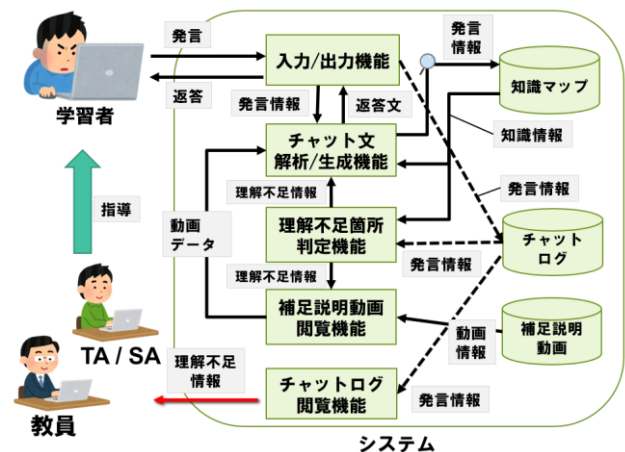 発言
返答
学習者
指導
TA / SA
教員
入力/出力機能
発言情報
返答文
発言
情報
知識マップ
チャット文
解析/生成機能
知識情報
理解不足情報
発言情報
動画
データ
理解不足箇所
判定機能
チャット
ログ
発言情報
理解不足情報
補足説明動画
閲覧機能
動画
情報
補足説明
動画
理解不足
情報
チャットログ
閲覧機能
発言情報
システム